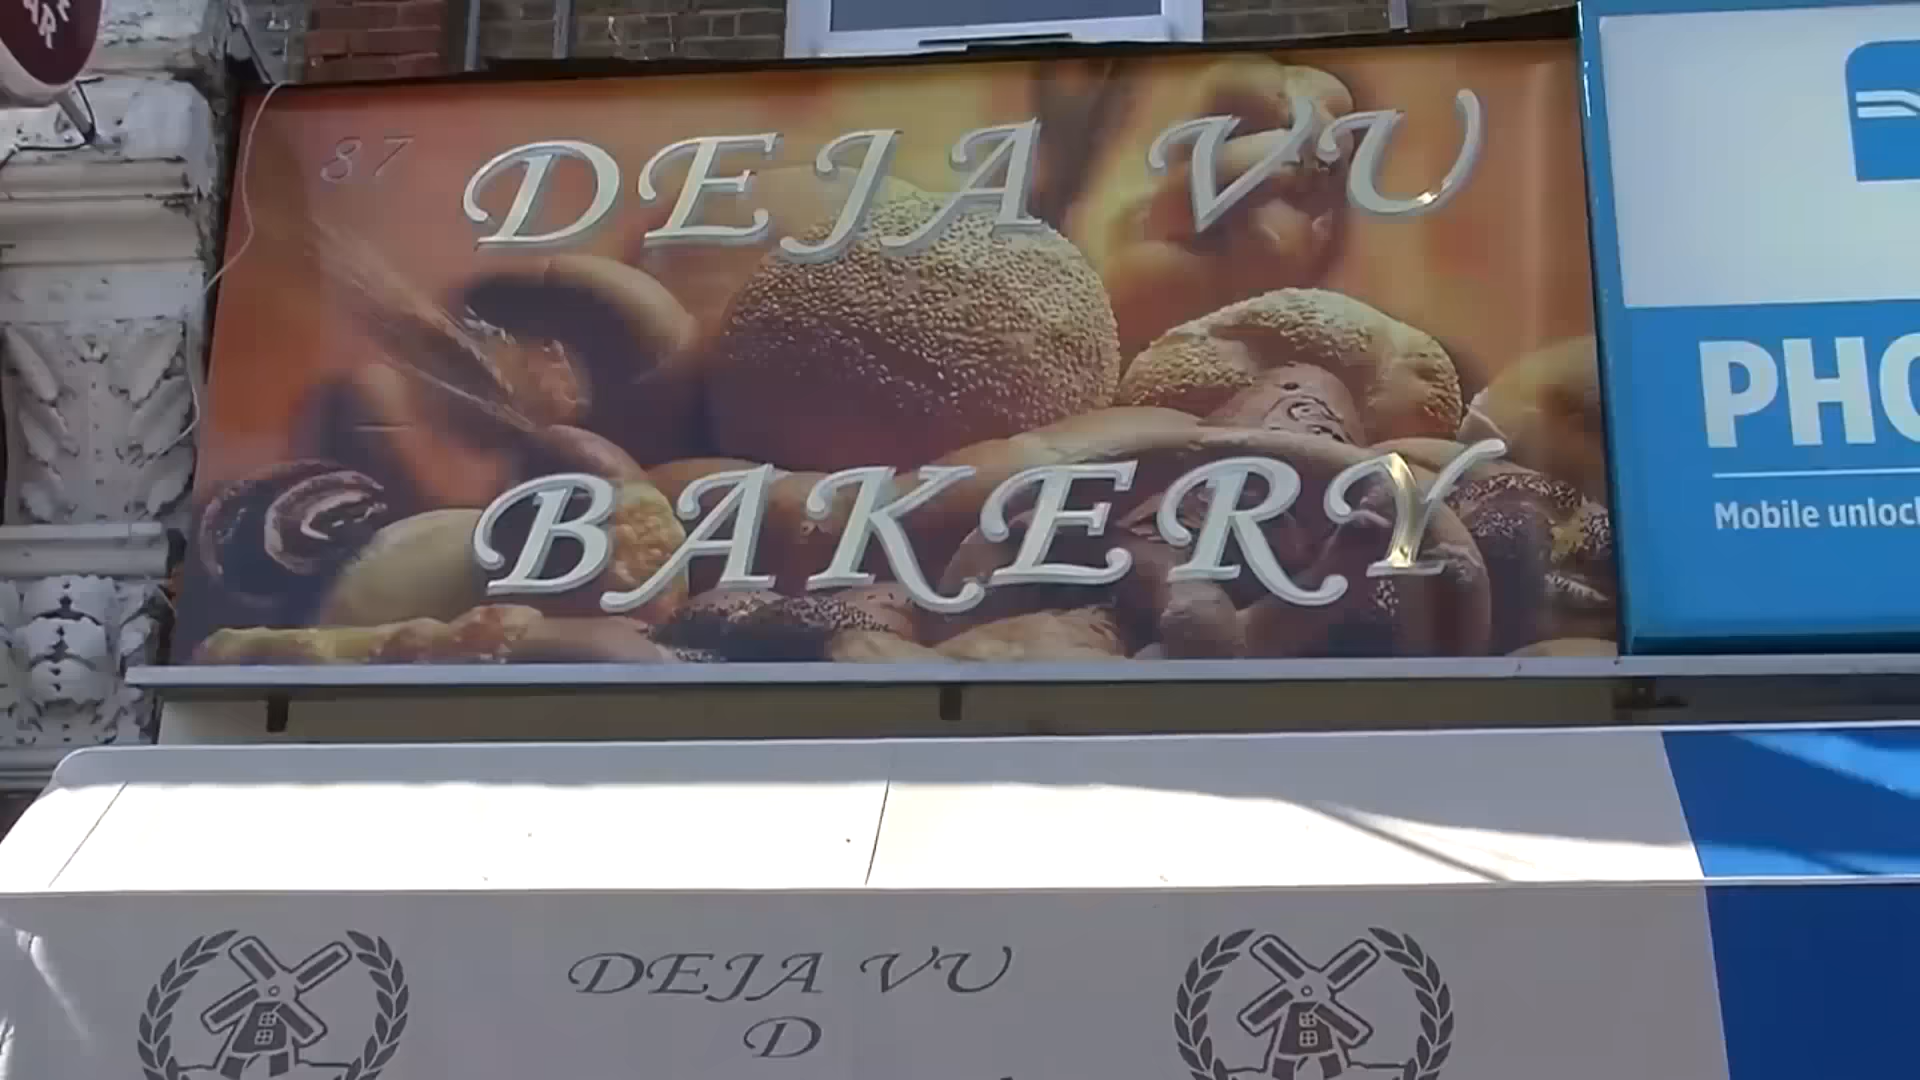 87
DEJA VU
BAKERY
PHO
Mobile unloc
DEJA VU
D